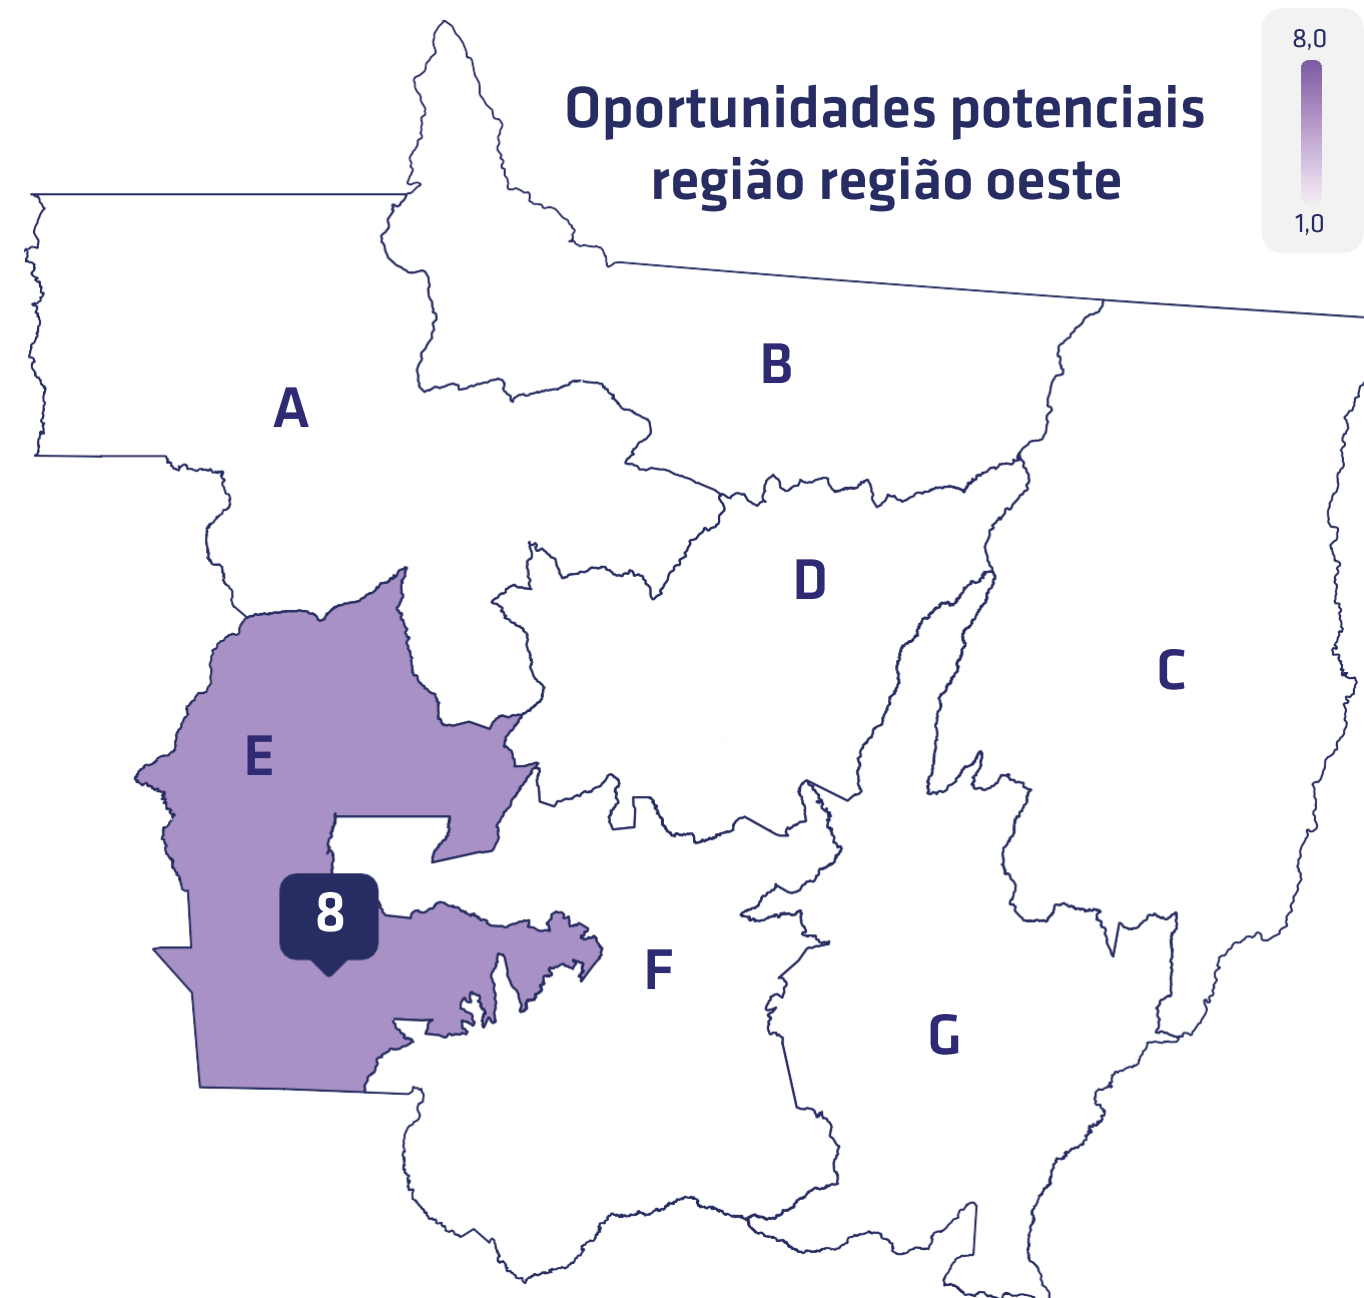 8,0
Oportunidades potenciais
região região oeste
1,0
B
A
D
C
E
8
F
G